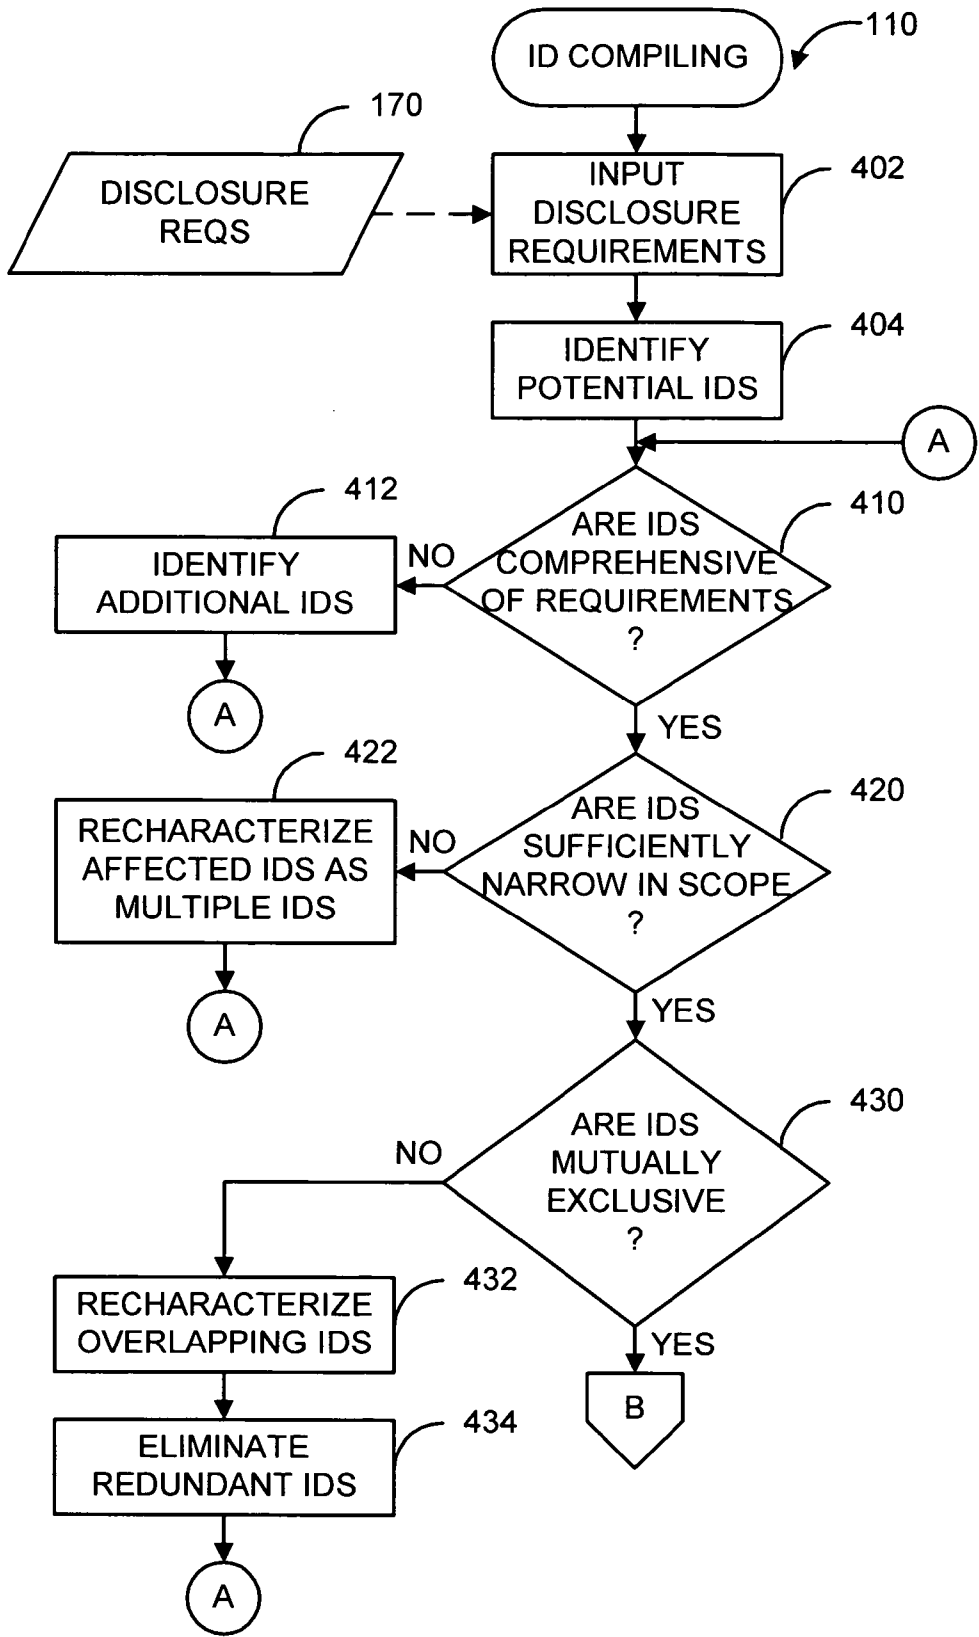 110
ID COMPILING
170
DISCLOSURE
REQS
INPUT
DISCLOSURE
REQUIREMENTS
402
IDENTIFY
POTENTIAL IDS
404
A
ARE IDS
COMPREHENSIVE
OF REQUIREMENTS
?
410
NO
412
IDENTIFY
ADDITIONAL IDS
A
YES
ARE IDS
SUFFICIENTLY
NARROW IN SCOPE
?
420
NO
422
RECHARACTERIZE
AFFECTED IDS AS
MULTIPLE IDS
A
YES
ARE IDS
MUTUALLY
EXCLUSIVE
?
430
NO
RECHARACTERIZE
OVERLAPPING IDS
432
YES
B
ELIMINATE
REDUNDANT IDS
434
A